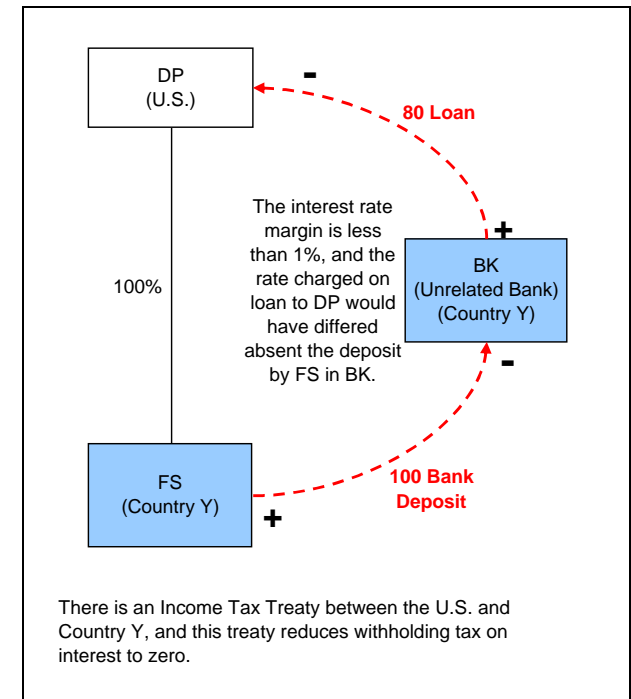 DP
(U.S.)
-
80 Loan
The interest rate
margin is less
than 1%, and the
rate charged on
loan to DP would
have differed
absent the deposit
by FS in BK.
100%
+
BK
(Unrelated Bank)
(Country Y)
-
100 Bank
Deposit
FS
(Country Y)
+
There is an Income Tax Treaty between the U.S. and
Country Y, and this treaty reduces withholding tax on
interest to zero.